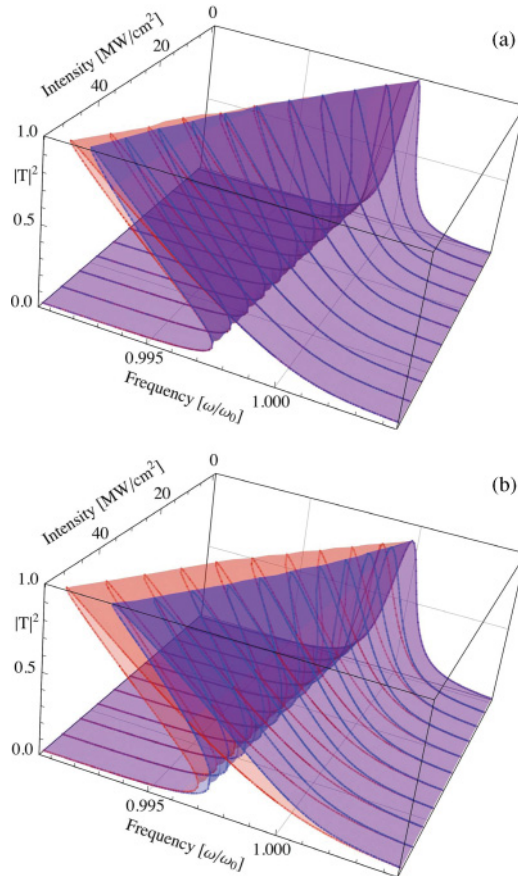 (a)
0
20
40
Intensity [MW/cm²]
1.0
|T|²
0.5
0.0
0.995
1.000
Frequency [ω/ω₀]
(b)
0
20
40
Intensity [MW/cm²]
1.0
|T|²
0.5
0.0
0.995
1.000
Frequency [ω/ω₀]